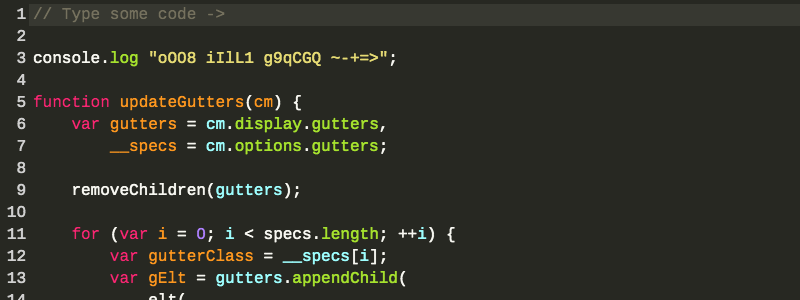 1 // Type some code ->
2
3 console.log "oOO8 iIlL1 g9qCGQ ~-+=>";
4
5 function updateGutters(cm) {
6     var gutters = cm.display.gutters,
7         __specs = cm.options.gutters;
8
9     removeChildren(gutters);
10
11     for (var i = 0; i < specs.length; ++i) {
12         var gutterClass = __specs[i];
13         var gElt = gutters.appendChild(
14             elt(